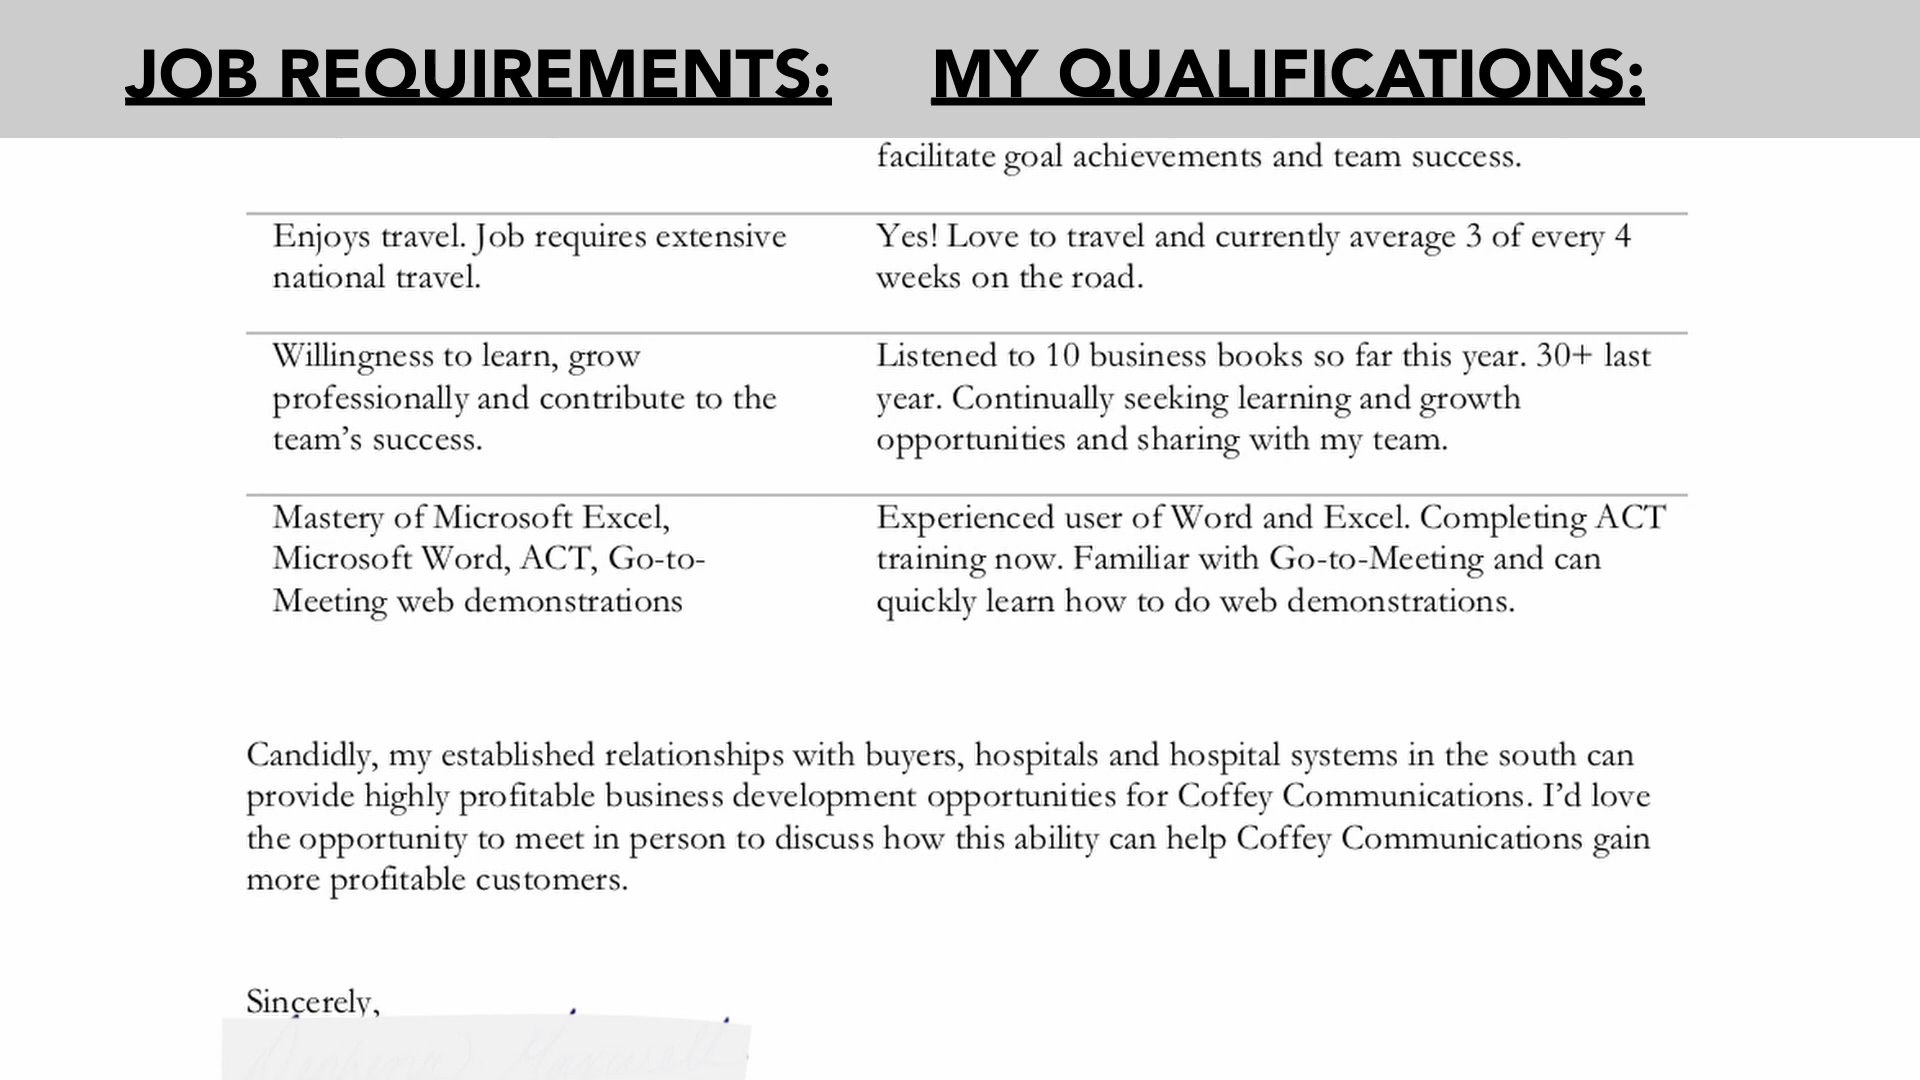 JOB REQUIREMENTS: MY QUALIFICATIONS:
facilitate goal achievements and team success.
Enjoys travel. Job requires extensive
national travel.
Yes! Love to travel and currently average 3 of every 4
weeks on the road.
Willingness to learn, grow
professionally and contribute to the
team's success.
Listened to 10 business books so far this year. 30+ last
year. Continually seeking learning and growth
opportunities and sharing with my team.
Mastery of Microsoft Excel,
Microsoft Word, ACT, Go-to-
Meeting web demonstrations
Experienced user of Word and Excel. Completing ACT
training now. Familiar with Go-to-Meeting and can
quickly learn how to do web demonstrations.
Candidly, my established relationships with buyers, hospitals and hospital systems in the south can
provide highly profitable business development opportunities for Coffey Communications. I'd love
the opportunity to meet in person to discuss how this ability can help Coffey Communications gain
more profitable customers.
Sincerely,